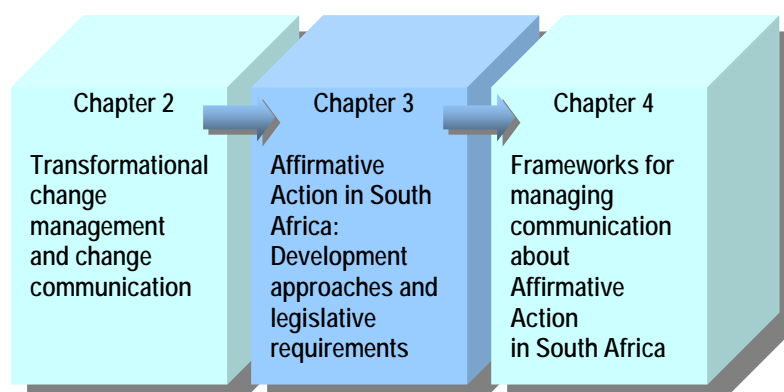 Chapter 2
Transformational
change
management
and change
communication
Chapter 3
Affirmative
Action in South
Africa:
Development
approaches and
legislative
requirements
Chapter 4
Frameworks for
managing
communication
about
Affirmative
Action
in South Africa